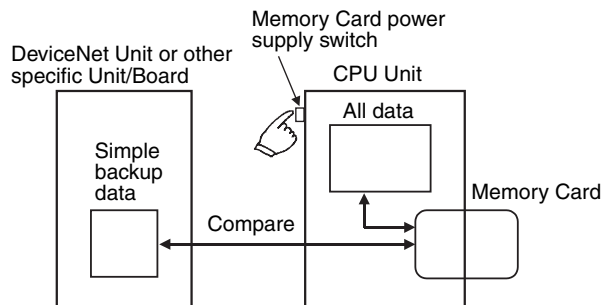 Memory Card power
supply switch
DeviceNet Unit or other
specific Unit/Board
CPU Unit
All data
Simple
backup
data
Memory Card
Compare